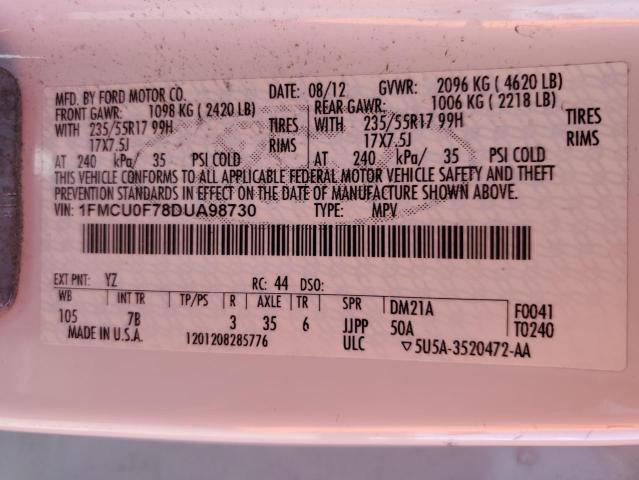 MFD. BY FORD MOTOR CO. DATE: 08/12 GVWR: 2096 KG ( 4620 LB)
FRONT GAWR: 1098 KG ( 2420 LB) REAR GAWR: 1006 KG ( 2218 LB)
WITH 235/55R17 99H TIRES WITH 235/55R17 99H TIRES
17X7.5J RIMS 17X7.5J RIMS
AT 240 kPa/ 35 PSI COLD AT 240 kPa/ 35 PSI COLD
THIS VEHICLE CONFORMS TO ALL APPLICABLE FEDERAL MOTOR VEHICLE SAFETY AND THEFT
PREVENTION STANDARDS IN EFFECT ON THE DATE OF MANUFACTURE SHOWN ABOVE.
VIN: 1FMCU0F78DUA98730 TYPE: MPV
EXT PNT: YZ RC: 44 DSO:
WB INT TR TP/PS R AXLE TR SPR DM21A F0041
105 7B 3 35 6 JJPP 50A T0240
MADE IN U.S.A. 1201208285776 ULC ▽5U5A-3520472-AA